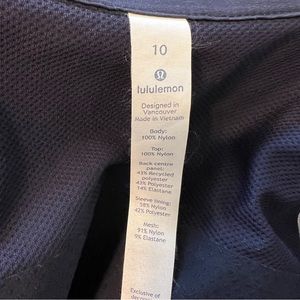 10
lululemon
Designed in
Vancouver
Made in Vietnam
Body:
100% Nylon
Top:
100% Nylon
Back centre
panel:
43% Recycled
polyester
43% Polyester
14% Elastane
Sleeve lining:
58% Nylon
42% Polyester
Mesh:
91% Nylon
9% Elastane
Exclusive of